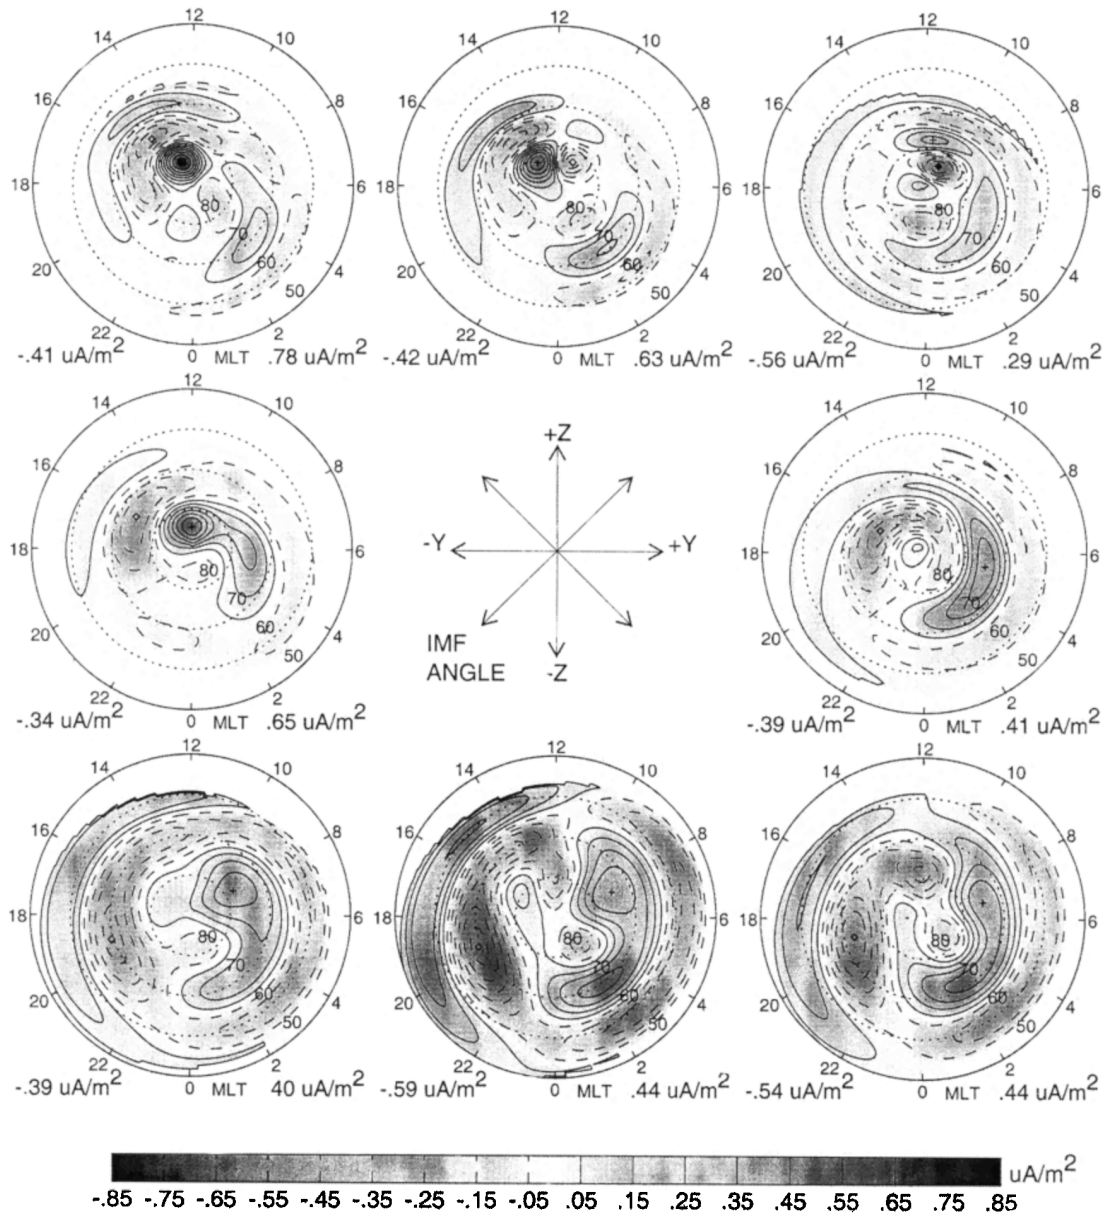 12 12 12
14 10 14 10 14 10
16 8 16 8 16 8
18 6 18 6 18 6
80 80 80
70 70 70
20 60 4 20 60 4 20 60 4
50 50 50
22 2 22 2 22 2
-.41 uA/m² 0 MLT .78 uA/m² -.42 uA/m² 0 MLT .63 uA/m² -.56 uA/m² 0 MLT .29 uA/m²
12 12
14 10 14 10
+Z
16 8 16 8
18 6 -Y +Y 18 6
80 80
70 70
20 60 4 20 60 4
IMF
50 50
ANGLE -Z
22 2 22 2
-.34 uA/m² 0 MLT .65 uA/m² -.39 uA/m² 0 MLT .41 uA/m²
12 12 12
14 10 14 10 14 10
16 8 16 8 16 8
18 6 18 6 18 6
80 80 80
70 70 70
20 60 4 20 60 4 20 60 4
50 50 50
22 2 22 2 22 2
-.39 uA/m² 0 MLT 40 uA/m² -.59 uA/m² 0 MLT .44 uA/m² -.54 uA/m² 0 MLT .44 uA/m²
uA/m²
-.85 -.75 -.65 -.55 -.45 -.35 -.25 -.15 -.05 .05 .15 .25 .35 .45 .55 .65 .75 .85